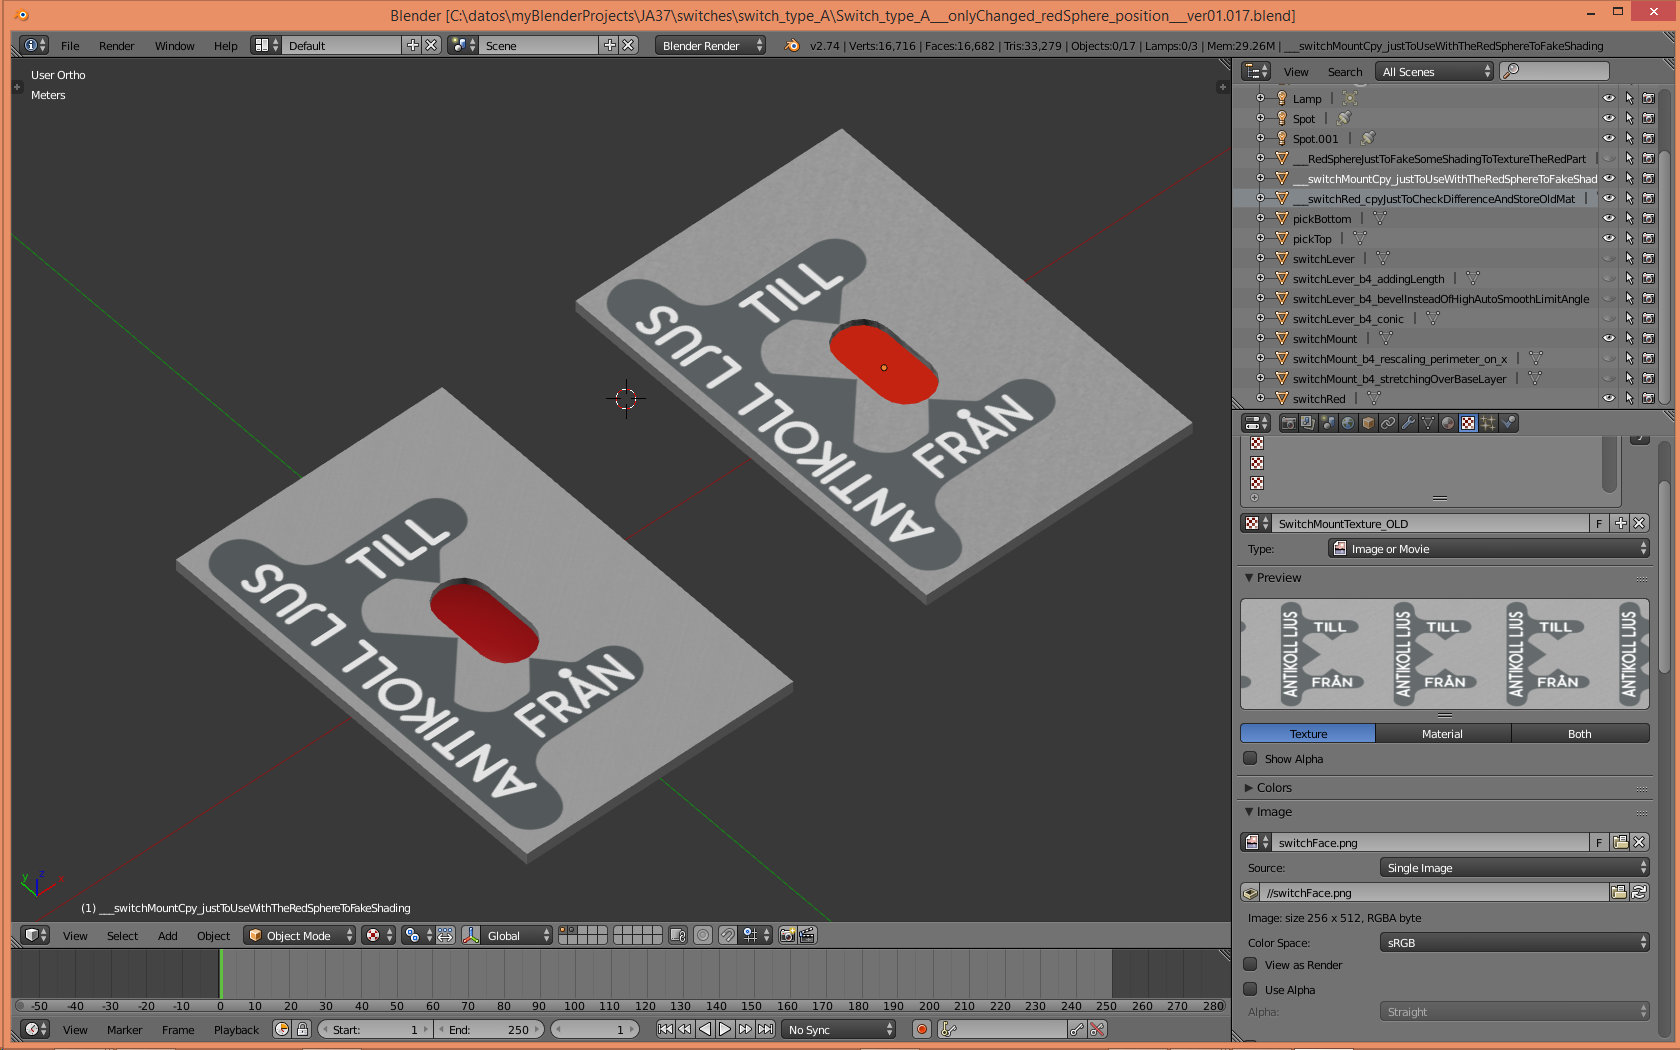 Blender [C:\datos\myBlenderProjects\JA37\switches\switch_type_A\Switch_type_A___onlyChanged_redSphere_position___ver01.017.blend]
File Render Window Help Default Scene Blender Render v2.74 | Verts:16,716 | Faces:16,682 | Tris:33,279 | Objects:0/17 | Lamps:0/3 | Mem:29.26M | ___switchMountCpy_justToUseWithTheRedSphereToFakeShading
User Ortho
Meters
TILL
ANTIKOLL LJUS
FRÅN
TILL
ANTIKOLL LJUS
FRÅN
y z x
(1) ___switchMountCpy_justToUseWithTheRedSphereToFakeShading
View Select Add Object Object Mode Global
-50 -40 -30 -20 -10 0 10 20 30 40 50 60 70 80 90 100 110 120 130 140 150 160 170 180 190 200 210 220 230 240 250 260 270 280
View Marker Frame Playback Start: 1 End: 250 1 No Sync
View Search All Scenes
Lamp
Spot
Spot.001
___RedSphereJustToFakeSomeShadingToTextureTheRedPart
___switchMountCpy_justToUseWithTheRedSphereToFakeShad
___switchRed_cpyJustToCheckDifferenceAndStoreOldMat
pickBottom
pickTop
switchLever
switchLever_b4_addingLength
switchLever_b4_bevelInsteadOfHighAutoSmoothLimitAngle
switchLever_b4_conic
switchMount
switchMount_b4_rescaling_perimeter_on_x
switchMount_b4_stretchingOverBaseLayer
switchRed
SwitchMountTexture_OLD F
Type: Image or Movie
Preview
ANTIKOLL LJUS TILL FRÅN
ANTIKOLL LJUS TILL FRÅN
ANTIKOLL LJUS TILL FRÅN
ANTIKOLL LJUS
Texture Material Both
Show Alpha
Colors
Image
switchFace.png F
Source: Single Image
//switchFace.png
Image: size 256 x 512, RGBA byte
Color Space: sRGB
View as Render
Use Alpha
Alpha: Straight